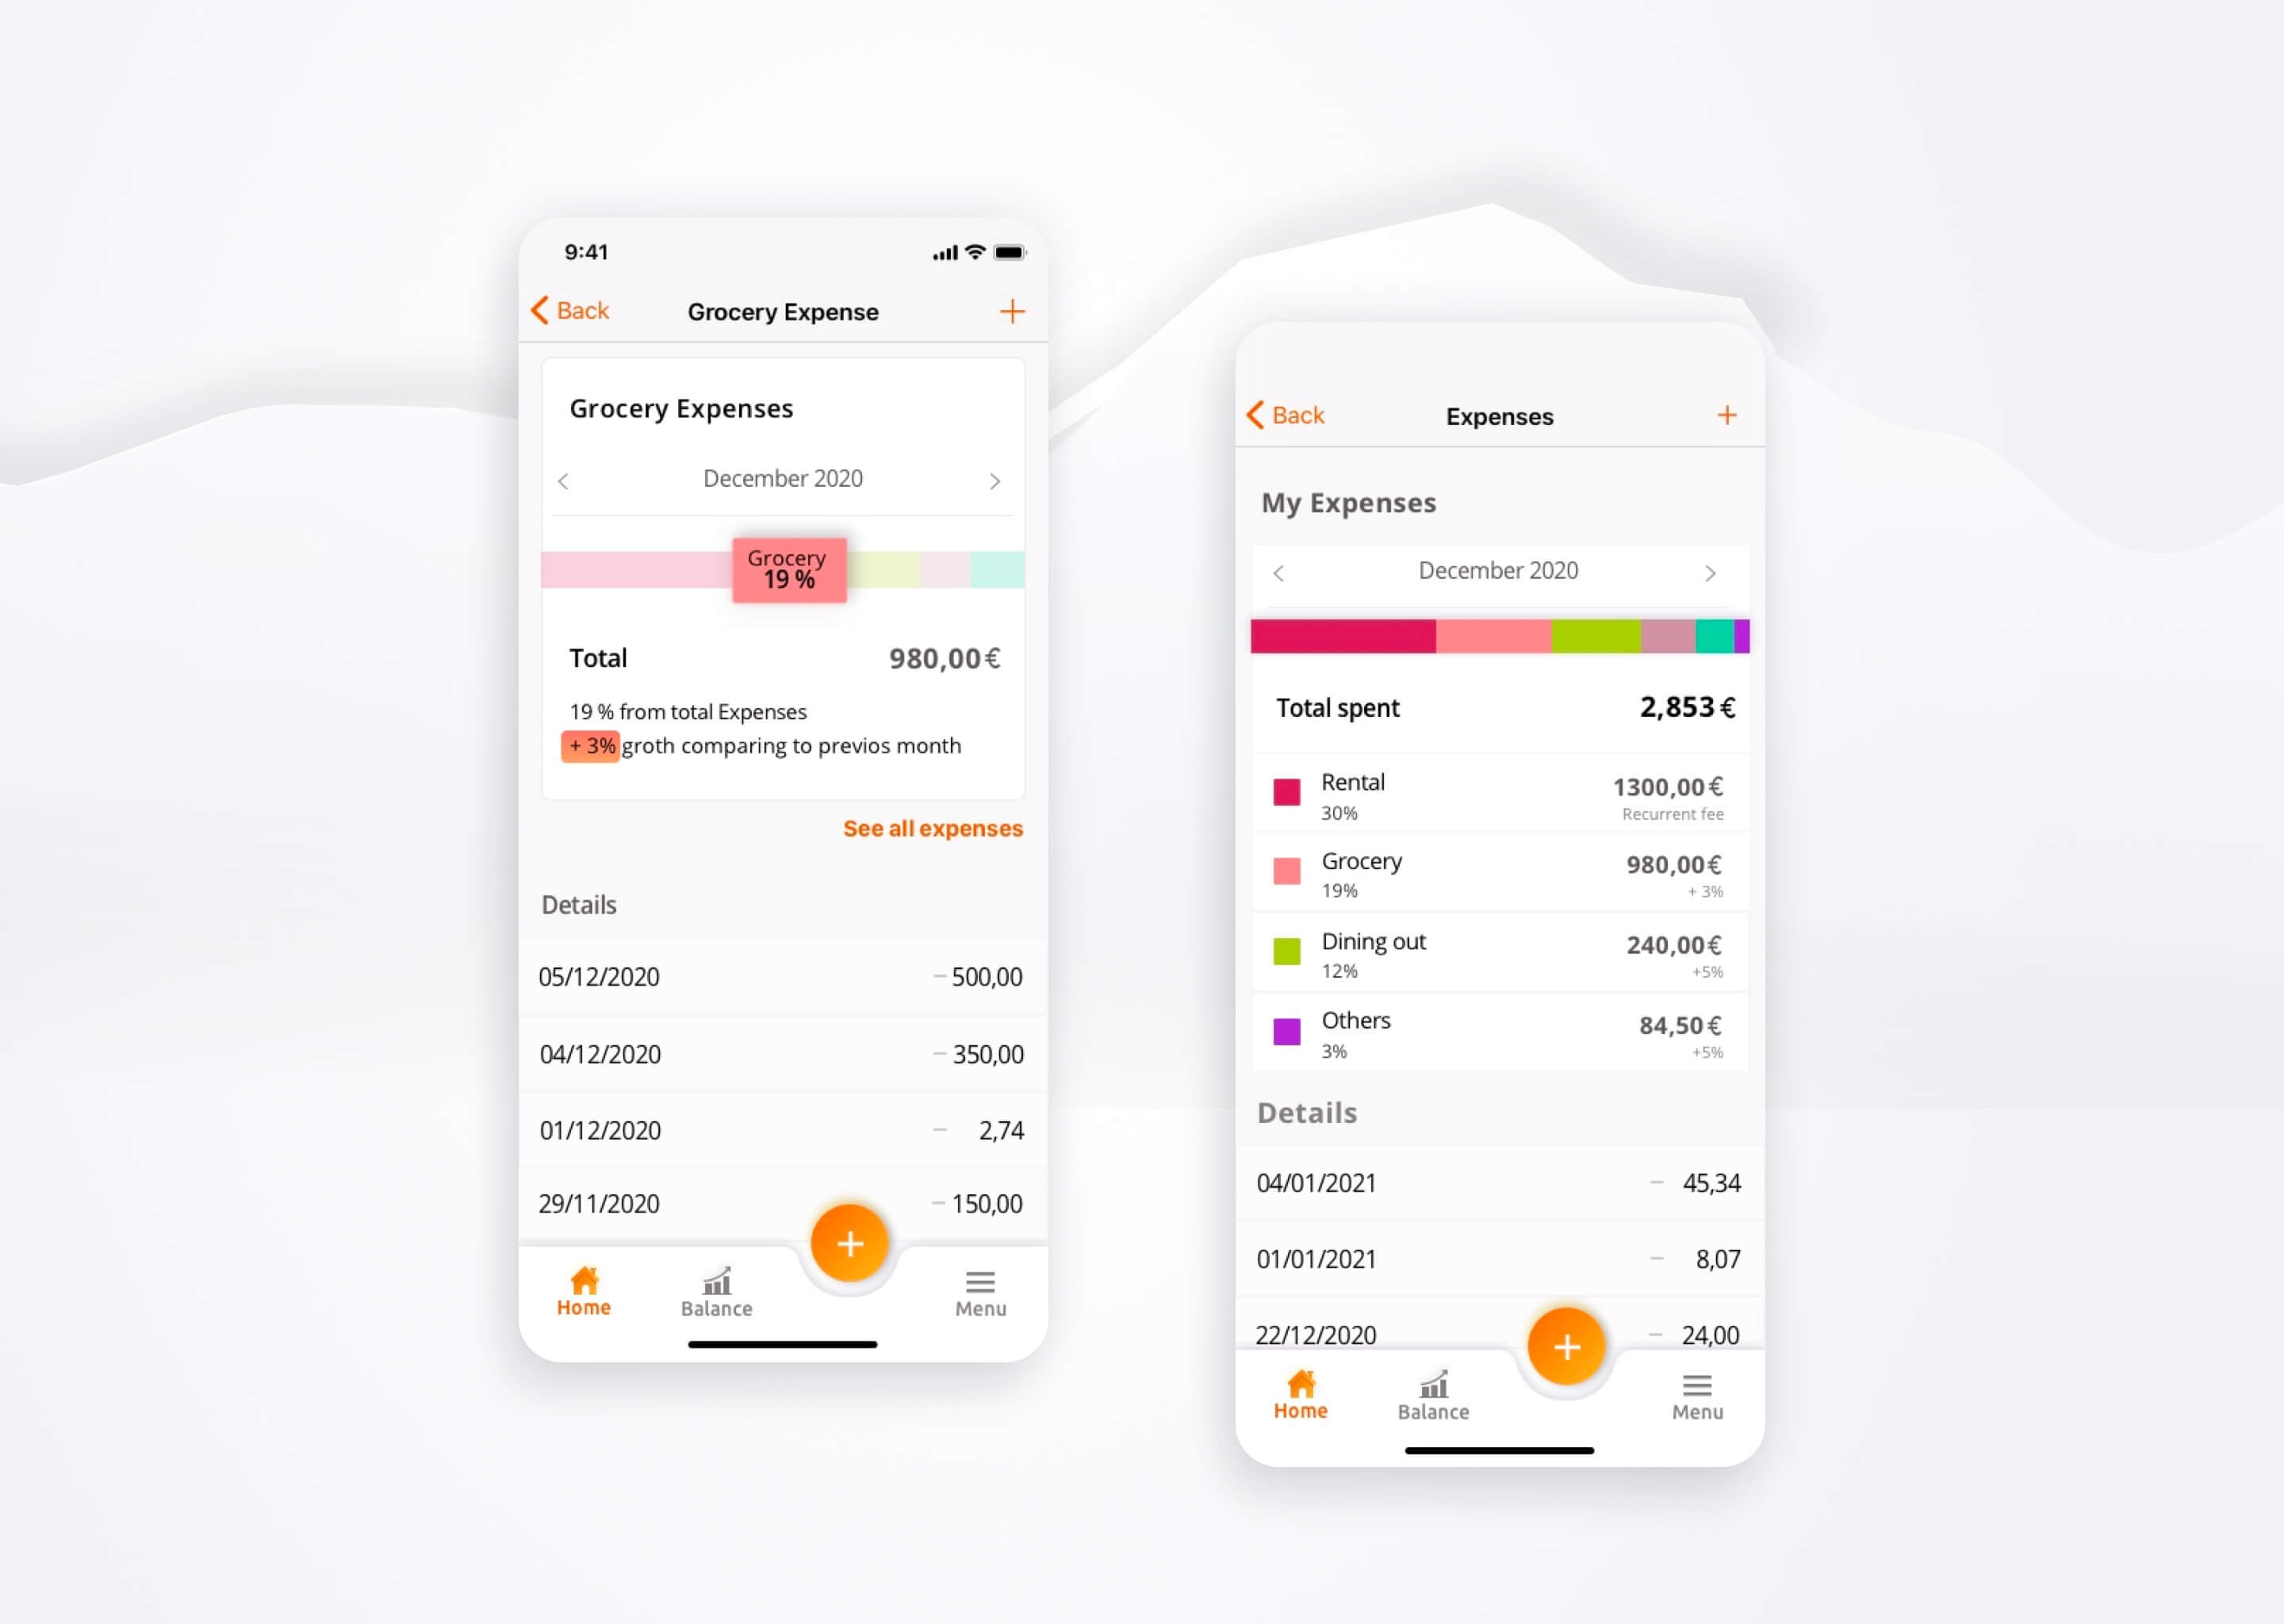 9:41
Back
Grocery Expense
Grocery Expenses
December 2020
Grocery
19 %
Total 980,00 €
19 % from total Expenses
+ 3% groth comparing to previos month
See all expenses
Details
05/12/2020 – 500,00
04/12/2020 – 350,00
01/12/2020 – 2,74
29/11/2020 – 150,00
+
Home
Balance
Menu
Back
Expenses
+
My Expenses
December 2020
Total spent 2,853 €
Rental 1300,00 €
30% Recurrent fee
Grocery 980,00 €
19% + 3%
Dining out 240,00 €
12% +5%
Others 84,50 €
3% +5%
Details
04/01/2021 – 45,34
01/01/2021 – 8,07
22/12/2020 – 24,00
+
Home
Balance
Menu